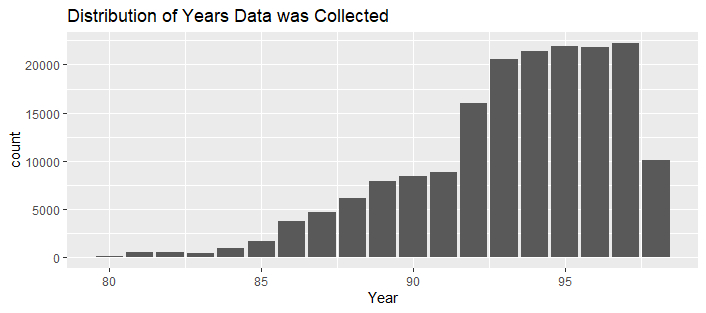 Distribution of Years Data was Collected
20000
15000
10000
5000
0
count
80 85 90 95
Year